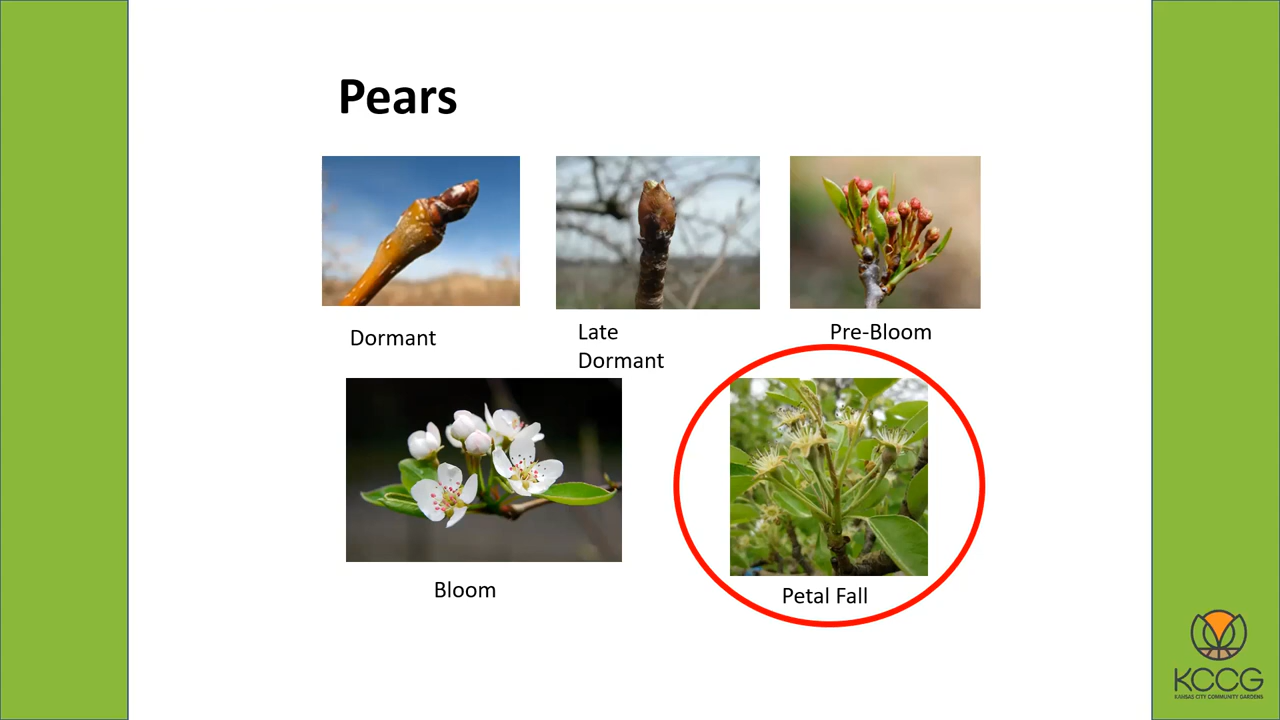 Pears
Dormant
Late
Dormant
Pre-Bloom
Bloom
Petal Fall
KCCG
KANSAS CITY COMMUNITY GARDENS